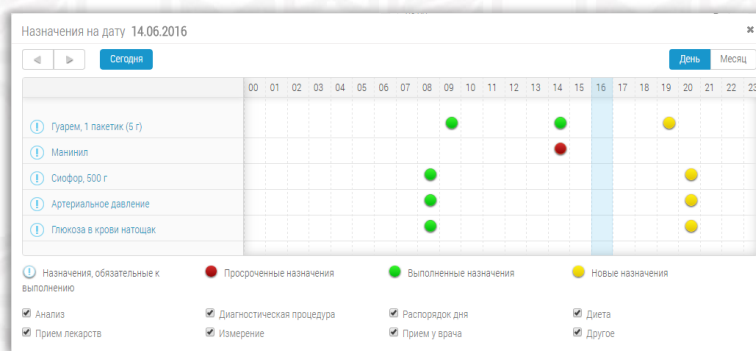 Назначения на дату 14.06.2016
Сегодня День Месяц
00 01 02 03 04 05 06 07 08 09 10 11 12 13 14 15 16 17 18 19 20 21 22 23
Гуарем, 1 пакетик (5 г)
Манинил
Сиофор, 500 г
Артериальное давление
Глюкоза в крови натощак
Назначения, обязательные к выполнению
Просроченные назначения
Выполненные назначения
Новые назначения
Анализ Диагностическая процедура Распорядок дня Диета
Прием лекарств Измерение Прием у врача Другое